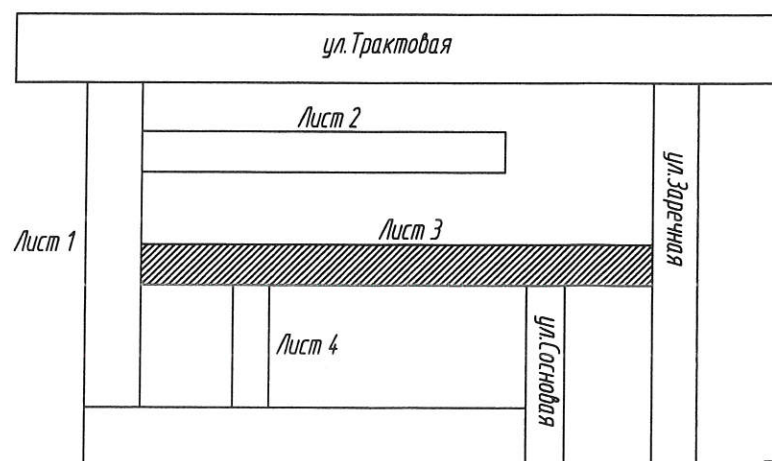 ул.Трактовая
Лист 2
ул.Заречная
Лист 1
Лист 3
Лист 4
ул.Сосновая